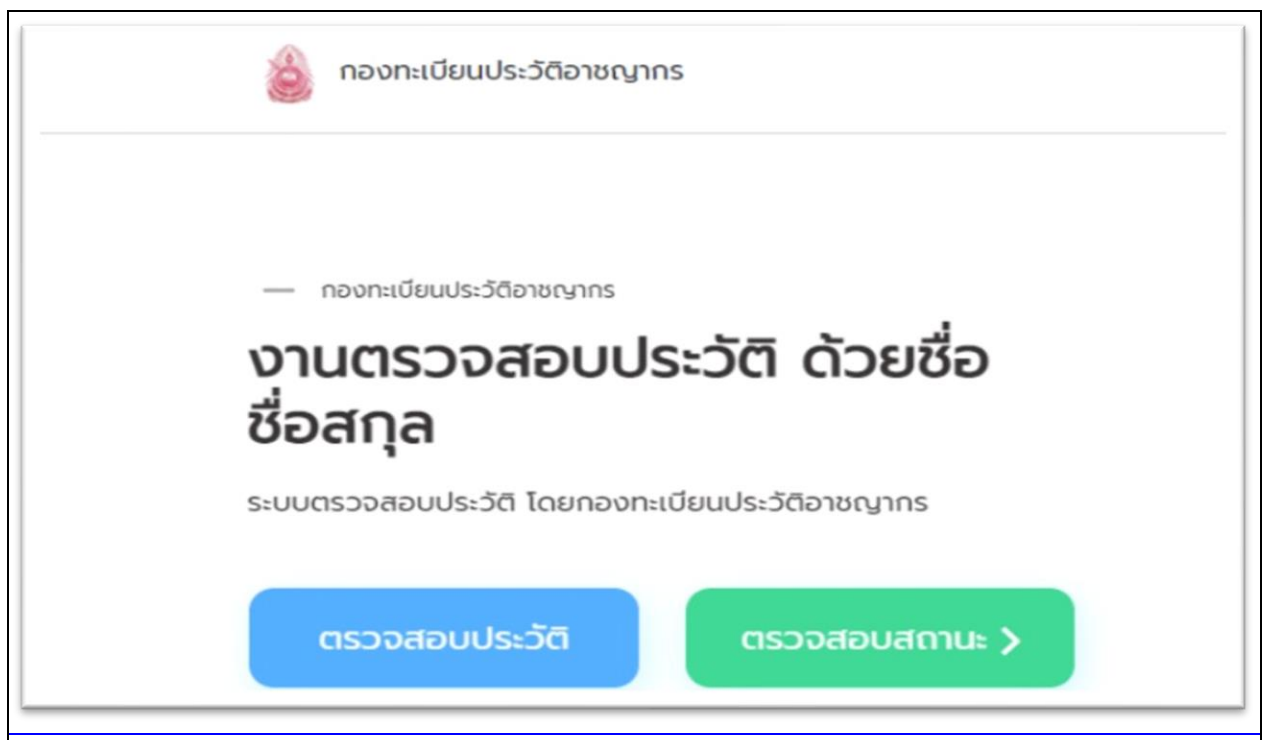 กองทะเบียนประวัติอาชญากร
กองทะเบียนประวัติอาชญากร
งานตรวจสอบประวัติ ด้วยชื่อ
ชื่อสกุล
ระบบตรวจสอบประวัติ โดยกองทะเบียนประวัติอาชญากร
ตรวจสอบประวัติ
ตรวจสอบสถานะ